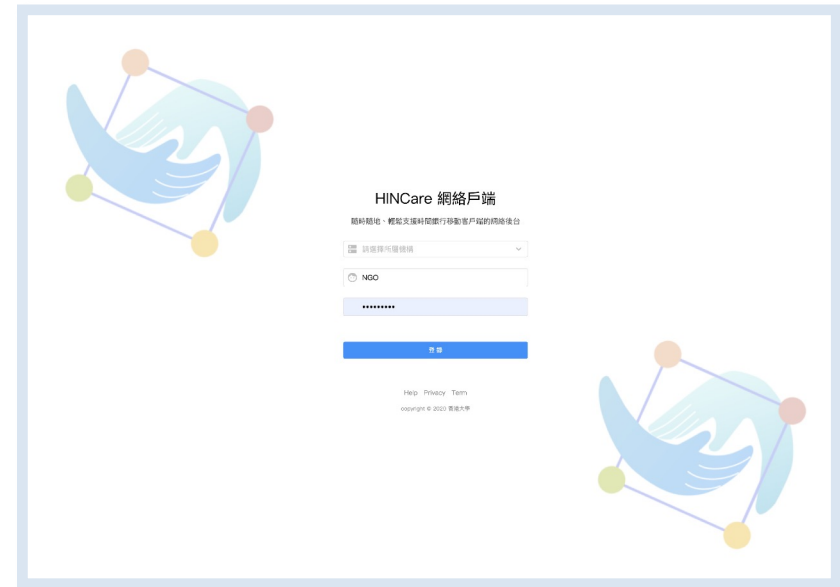 HINCare 網絡戶端
隨時隨地、輕鬆支援時間銀行移動客戶端的網絡後台
請選擇所屬機構
NGO
•••••••••
登錄
Help Privacy Term
copyright © 2020 香港大學